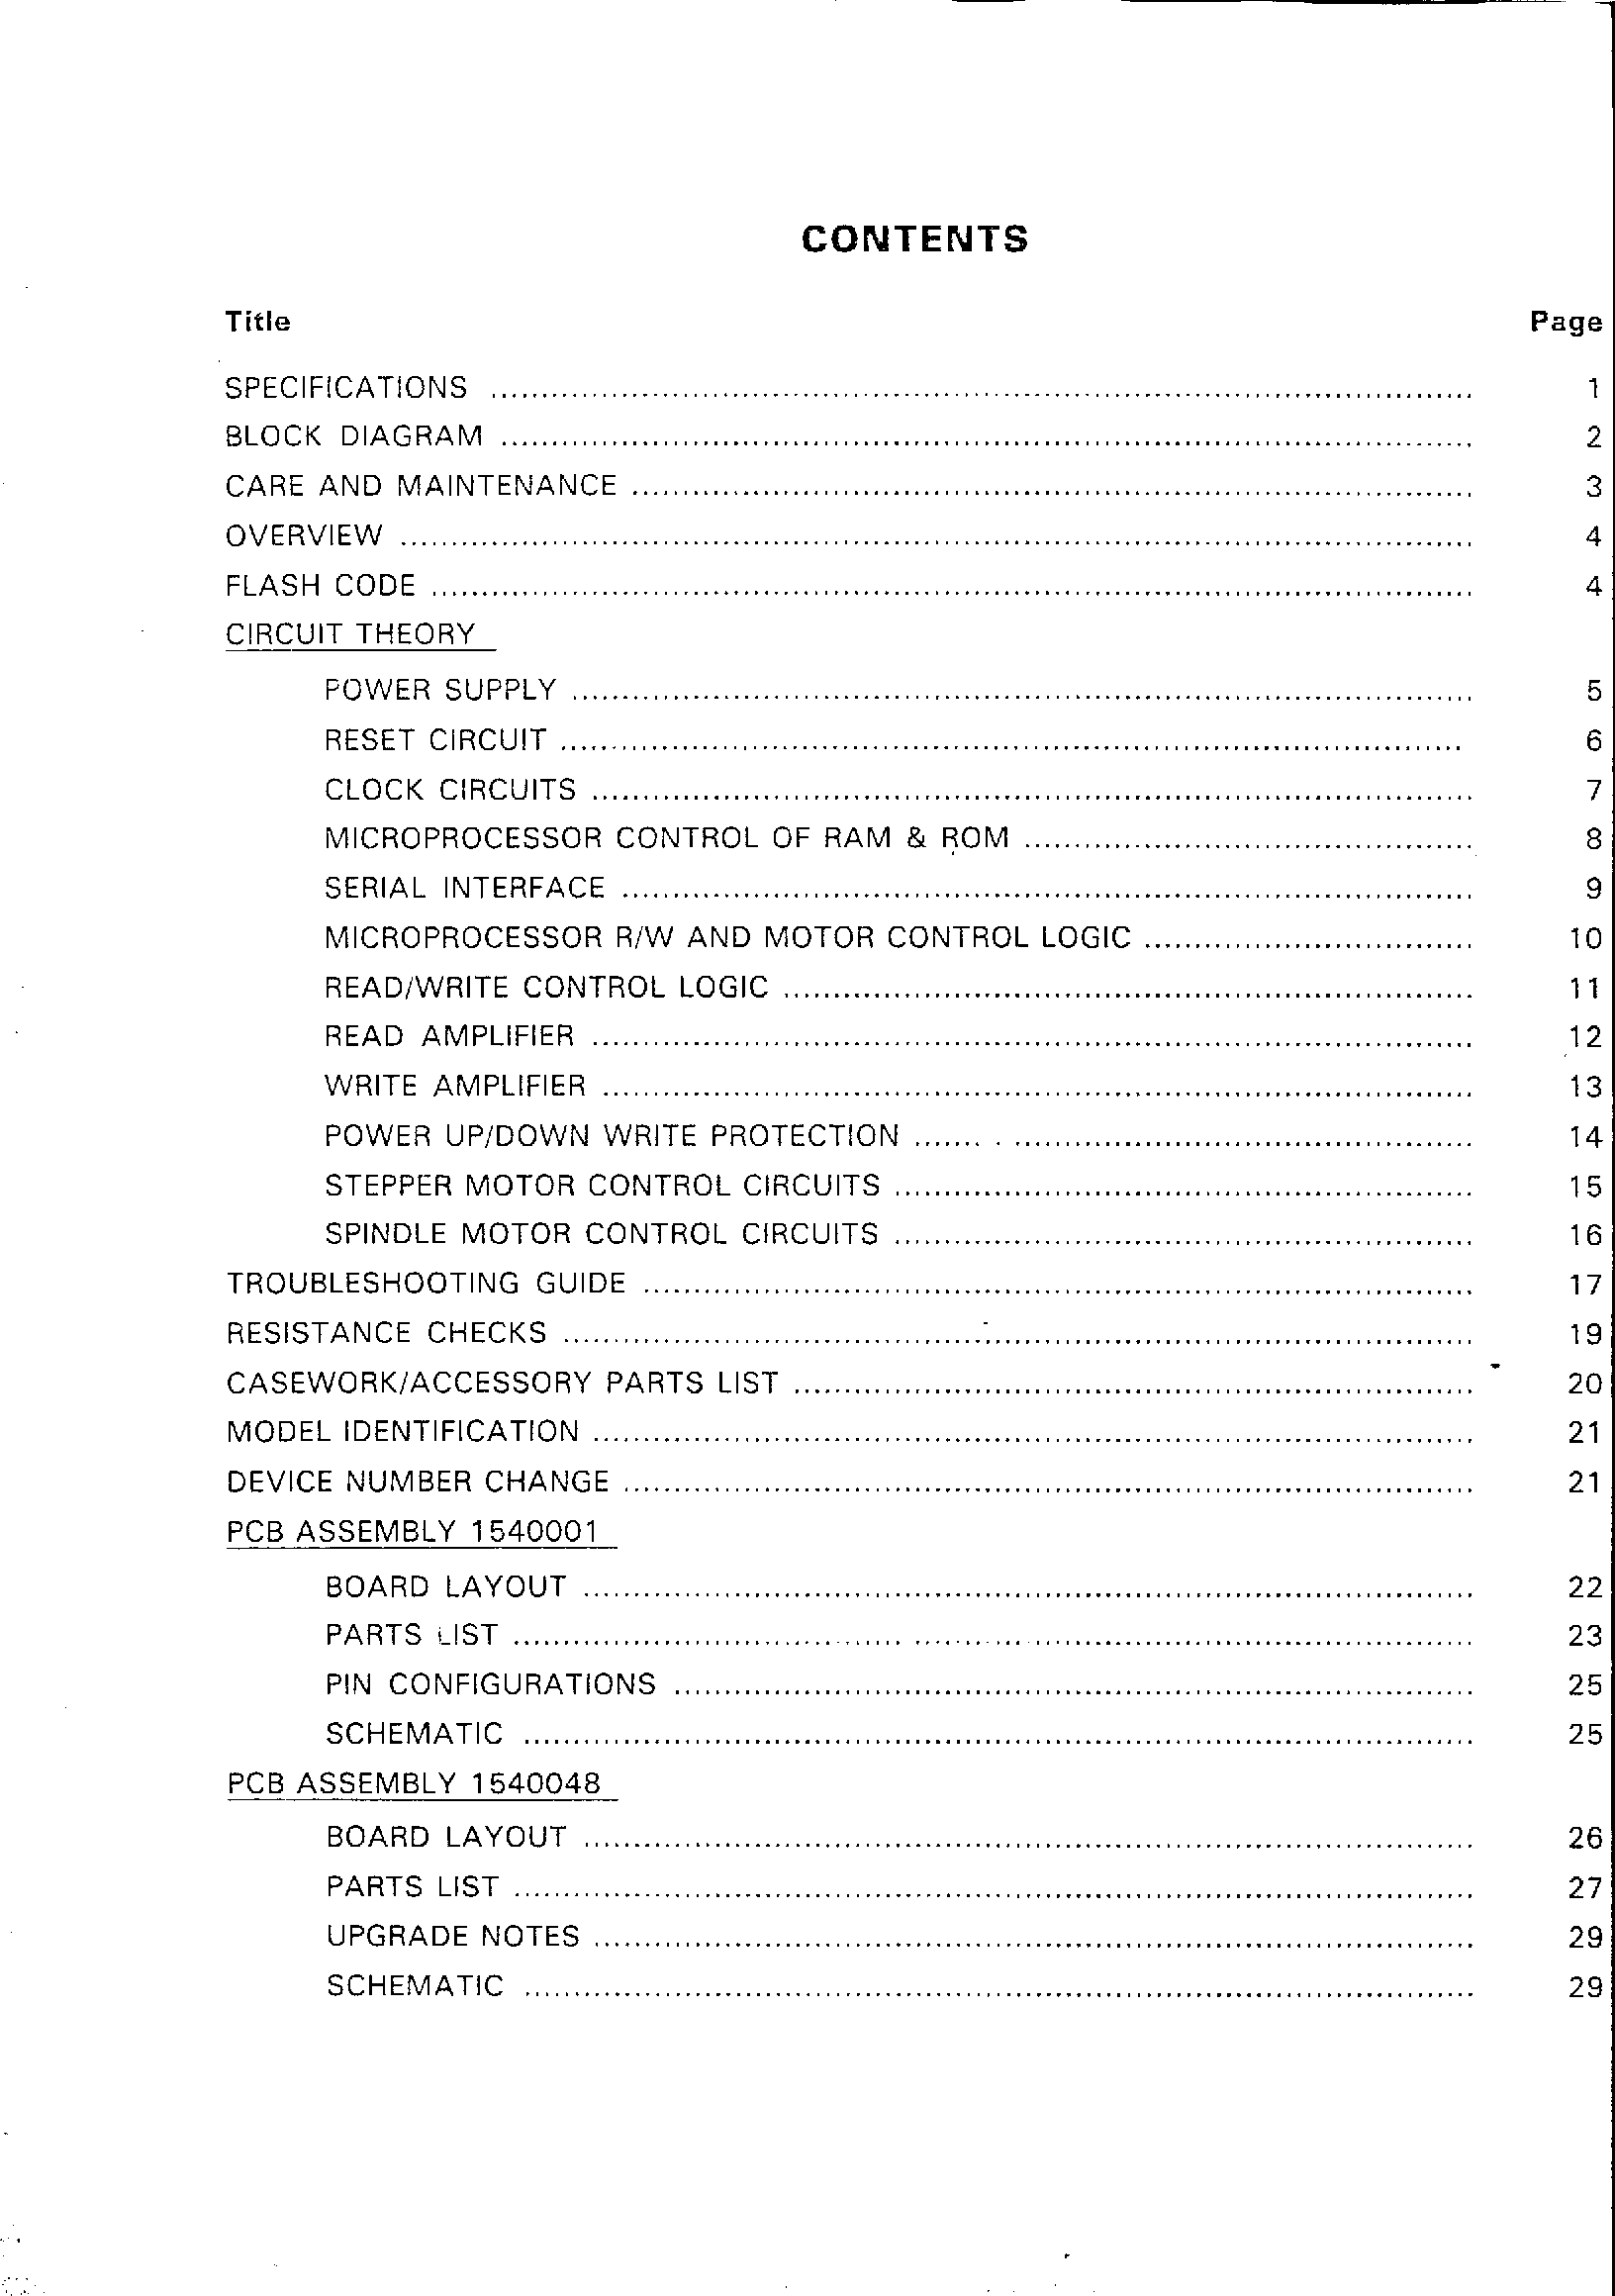 CONTENTS
Title Page
SPECIFICATIONS ........................................ 1
BLOCK DIAGRAM ........................................ 2
CARE AND MAINTENANCE ........................................ 3
OVERVIEW ........................................ 4
FLASH CODE ........................................ 4
CIRCUIT THEORY
POWER SUPPLY ........................................ 5
RESET CIRCUIT ........................................ 6
CLOCK CIRCUITS ........................................ 7
MICROPROCESSOR CONTROL OF RAM & ROM ........................................ 8
SERIAL INTERFACE ........................................ 9
MICROPROCESSOR R/W AND MOTOR CONTROL LOGIC ........................................ 10
READ/WRITE CONTROL LOGIC ........................................ 11
READ AMPLIFIER ........................................ 12
WRITE AMPLIFIER ........................................ 13
POWER UP/DOWN WRITE PROTECTION ........................................ 14
STEPPER MOTOR CONTROL CIRCUITS ........................................ 15
SPINDLE MOTOR CONTROL CIRCUITS ........................................ 16
TROUBLESHOOTING GUIDE ........................................ 17
RESISTANCE CHECKS ........................................ 19
CASEWORK/ACCESSORY PARTS LIST ........................................ 20
MODEL IDENTIFICATION ........................................ 21
DEVICE NUMBER CHANGE ........................................ 21
PCB ASSEMBLY 1540001
BOARD LAYOUT ........................................ 22
PARTS LIST ........................................ 23
PIN CONFIGURATIONS ........................................ 25
SCHEMATIC ........................................ 25
PCB ASSEMBLY 1540048
BOARD LAYOUT ........................................ 26
PARTS LIST ........................................ 27
UPGRADE NOTES ........................................ 29
SCHEMATIC ........................................ 29